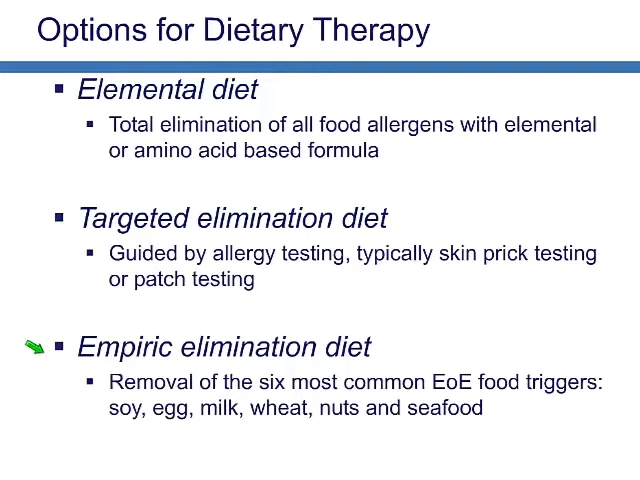 Options for Dietary Therapy
▪ Elemental diet
▪ Total elimination of all food allergens with elemental
or amino acid based formula
▪ Targeted elimination diet
▪ Guided by allergy testing, typically skin prick testing
or patch testing
▪ Empiric elimination diet
▪ Removal of the six most common EoE food triggers:
soy, egg, milk, wheat, nuts and seafood